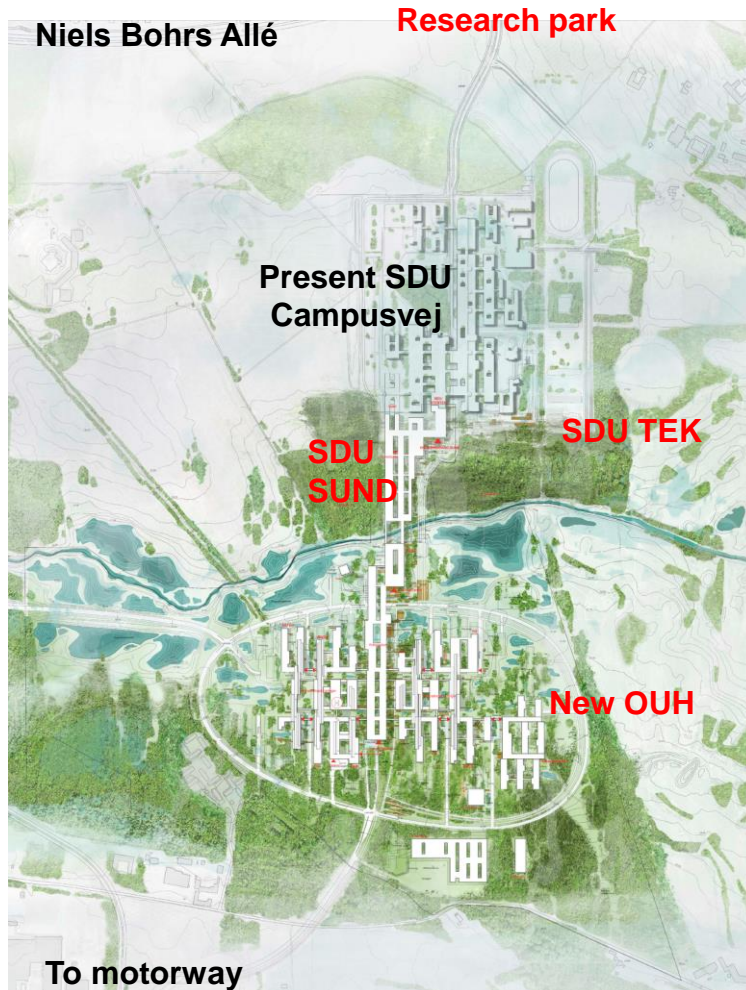 Research park
Niels Bohrs Allé
Present SDU
Campusvej
SDU TEK
SDU
SUND
New OUH
To motorway